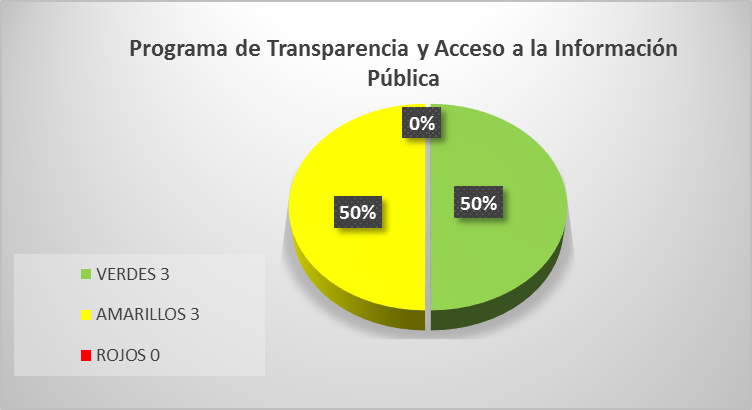 Programa de Transparencia y Acceso a la Información
Pública
0%
50%
50%
VERDES 3
AMARILLOS 3
ROJOS 0